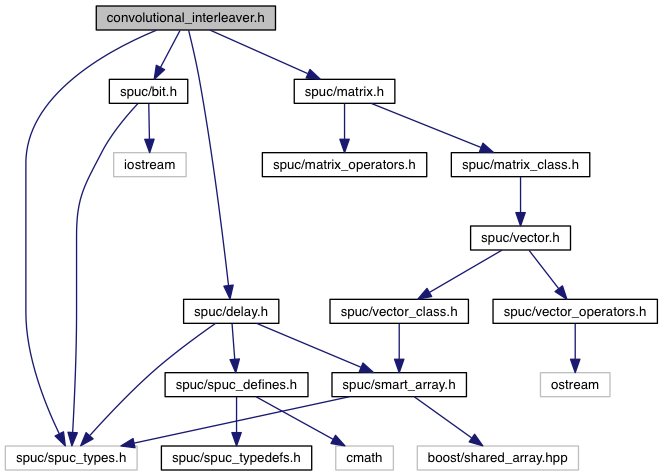 convolutional_interleaver.h
spuc/bit.h
spuc/matrix.h
iostream
spuc/matrix_operators.h
spuc/matrix_class.h
spuc/vector.h
spuc/delay.h
spuc/vector_class.h
spuc/vector_operators.h
spuc/spuc_defines.h
spuc/smart_array.h
ostream
spuc/spuc_types.h
spuc/spuc_typedefs.h
cmath
boost/shared_array.hpp